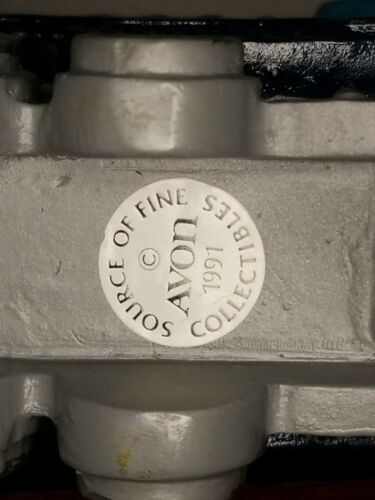 SOURCE OF FINE COLLECTIBLES
©
AVON
1991